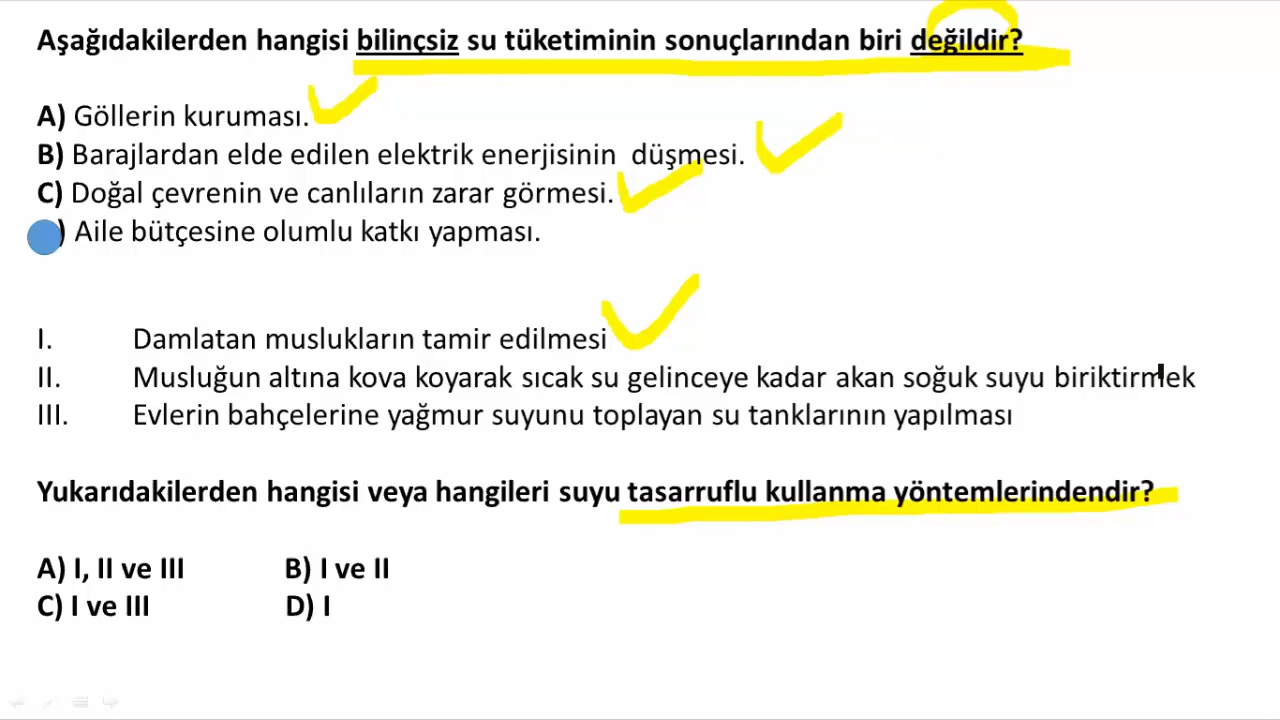 Aşağıdakilerden hangisi bilinçsiz su tüketiminin sonuçlarından biri değildir?
A) Göllerin kuruması.
B) Barajlardan elde edilen elektrik enerjisinin düşmesi.
C) Doğal çevrenin ve canlıların zarar görmesi.
) Aile bütçesine olumlu katkı yapması.
I. Damlatan muslukların tamir edilmesi
II. Musluğun altına kova koyarak sıcak su gelinceye kadar akan soğuk suyu biriktirmek
III. Evlerin bahçelerine yağmur suyunu toplayan su tanklarının yapılması
Yukarıdakilerden hangisi veya hangileri suyu tasarruflu kullanma yöntemlerindendir?
A) I, II ve III B) I ve II
C) I ve III D) I